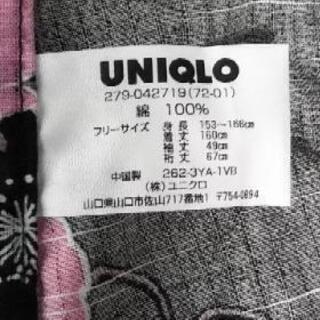 UNIQLO
279-042719(72-01)
綿 100%
フリーサイズ 身 長 153~166cm
着 丈 160cm
袖 丈 49cm
裄 丈 67cm
中国製 262-3YA-1VB
(株)ユニクロ
山口県山口市佐山717番地1 〒754-0894